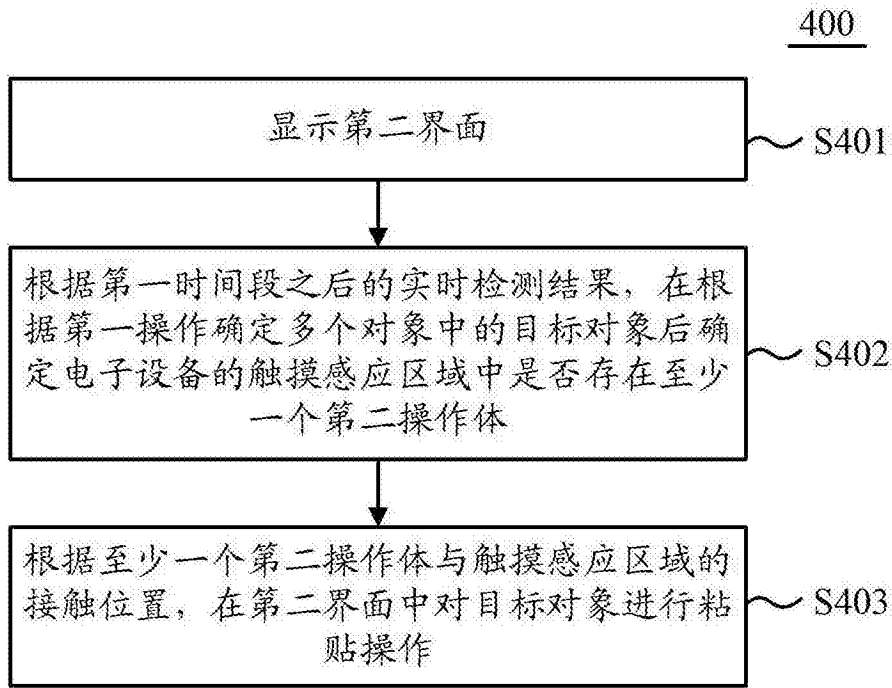 400
显示第二界面
S401
根据第一时间段之后的实时检测结果，在根
据第一操作确定多个对象中的目标对象后确
定电子设备的触摸感应区域中是否存在至少
一个第二操作体
S402
根据至少一个第二操作体与触摸感应区域的
接触位置，在第二界面中对目标对象进行粘
贴操作
S403